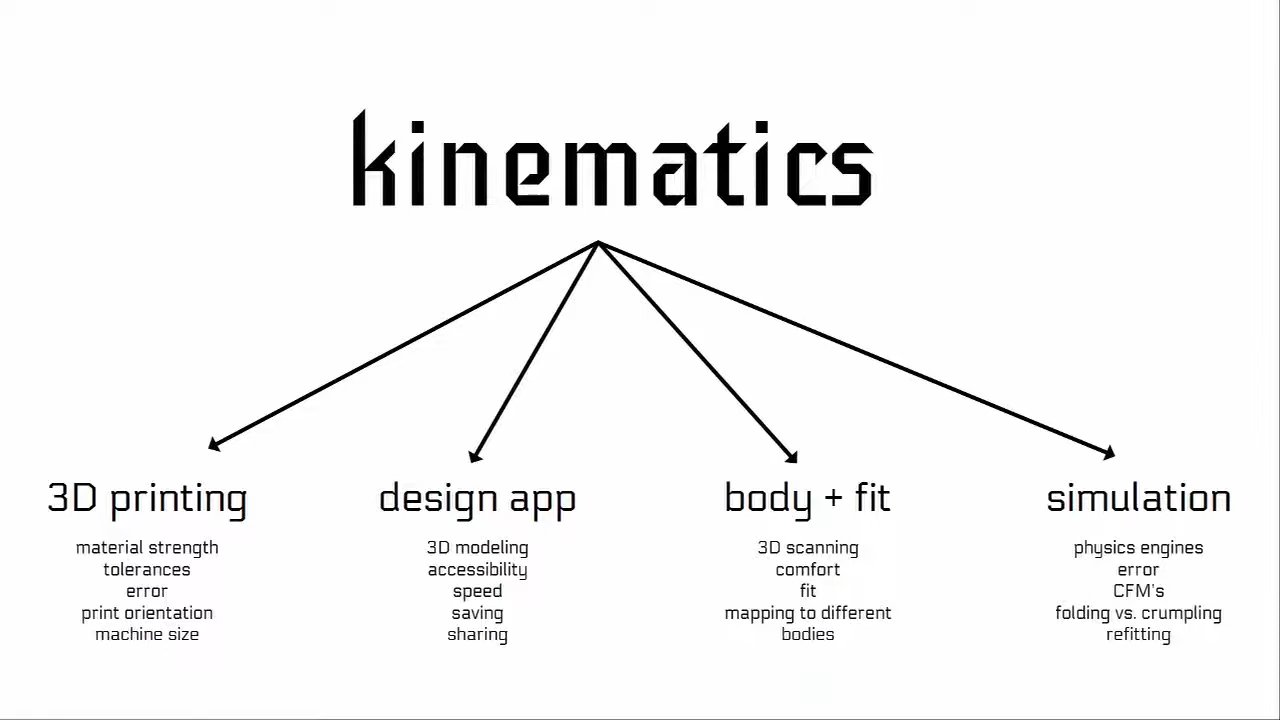 kinematics
3D printing
material strength
tolerances
error
print orientation
machine size
design app
3D modeling
accessibility
speed
saving
sharing
body + fit
3D scanning
comfort
fit
mapping to different
bodies
simulation
physics engines
error
CFM's
folding vs. crumpling
refitting